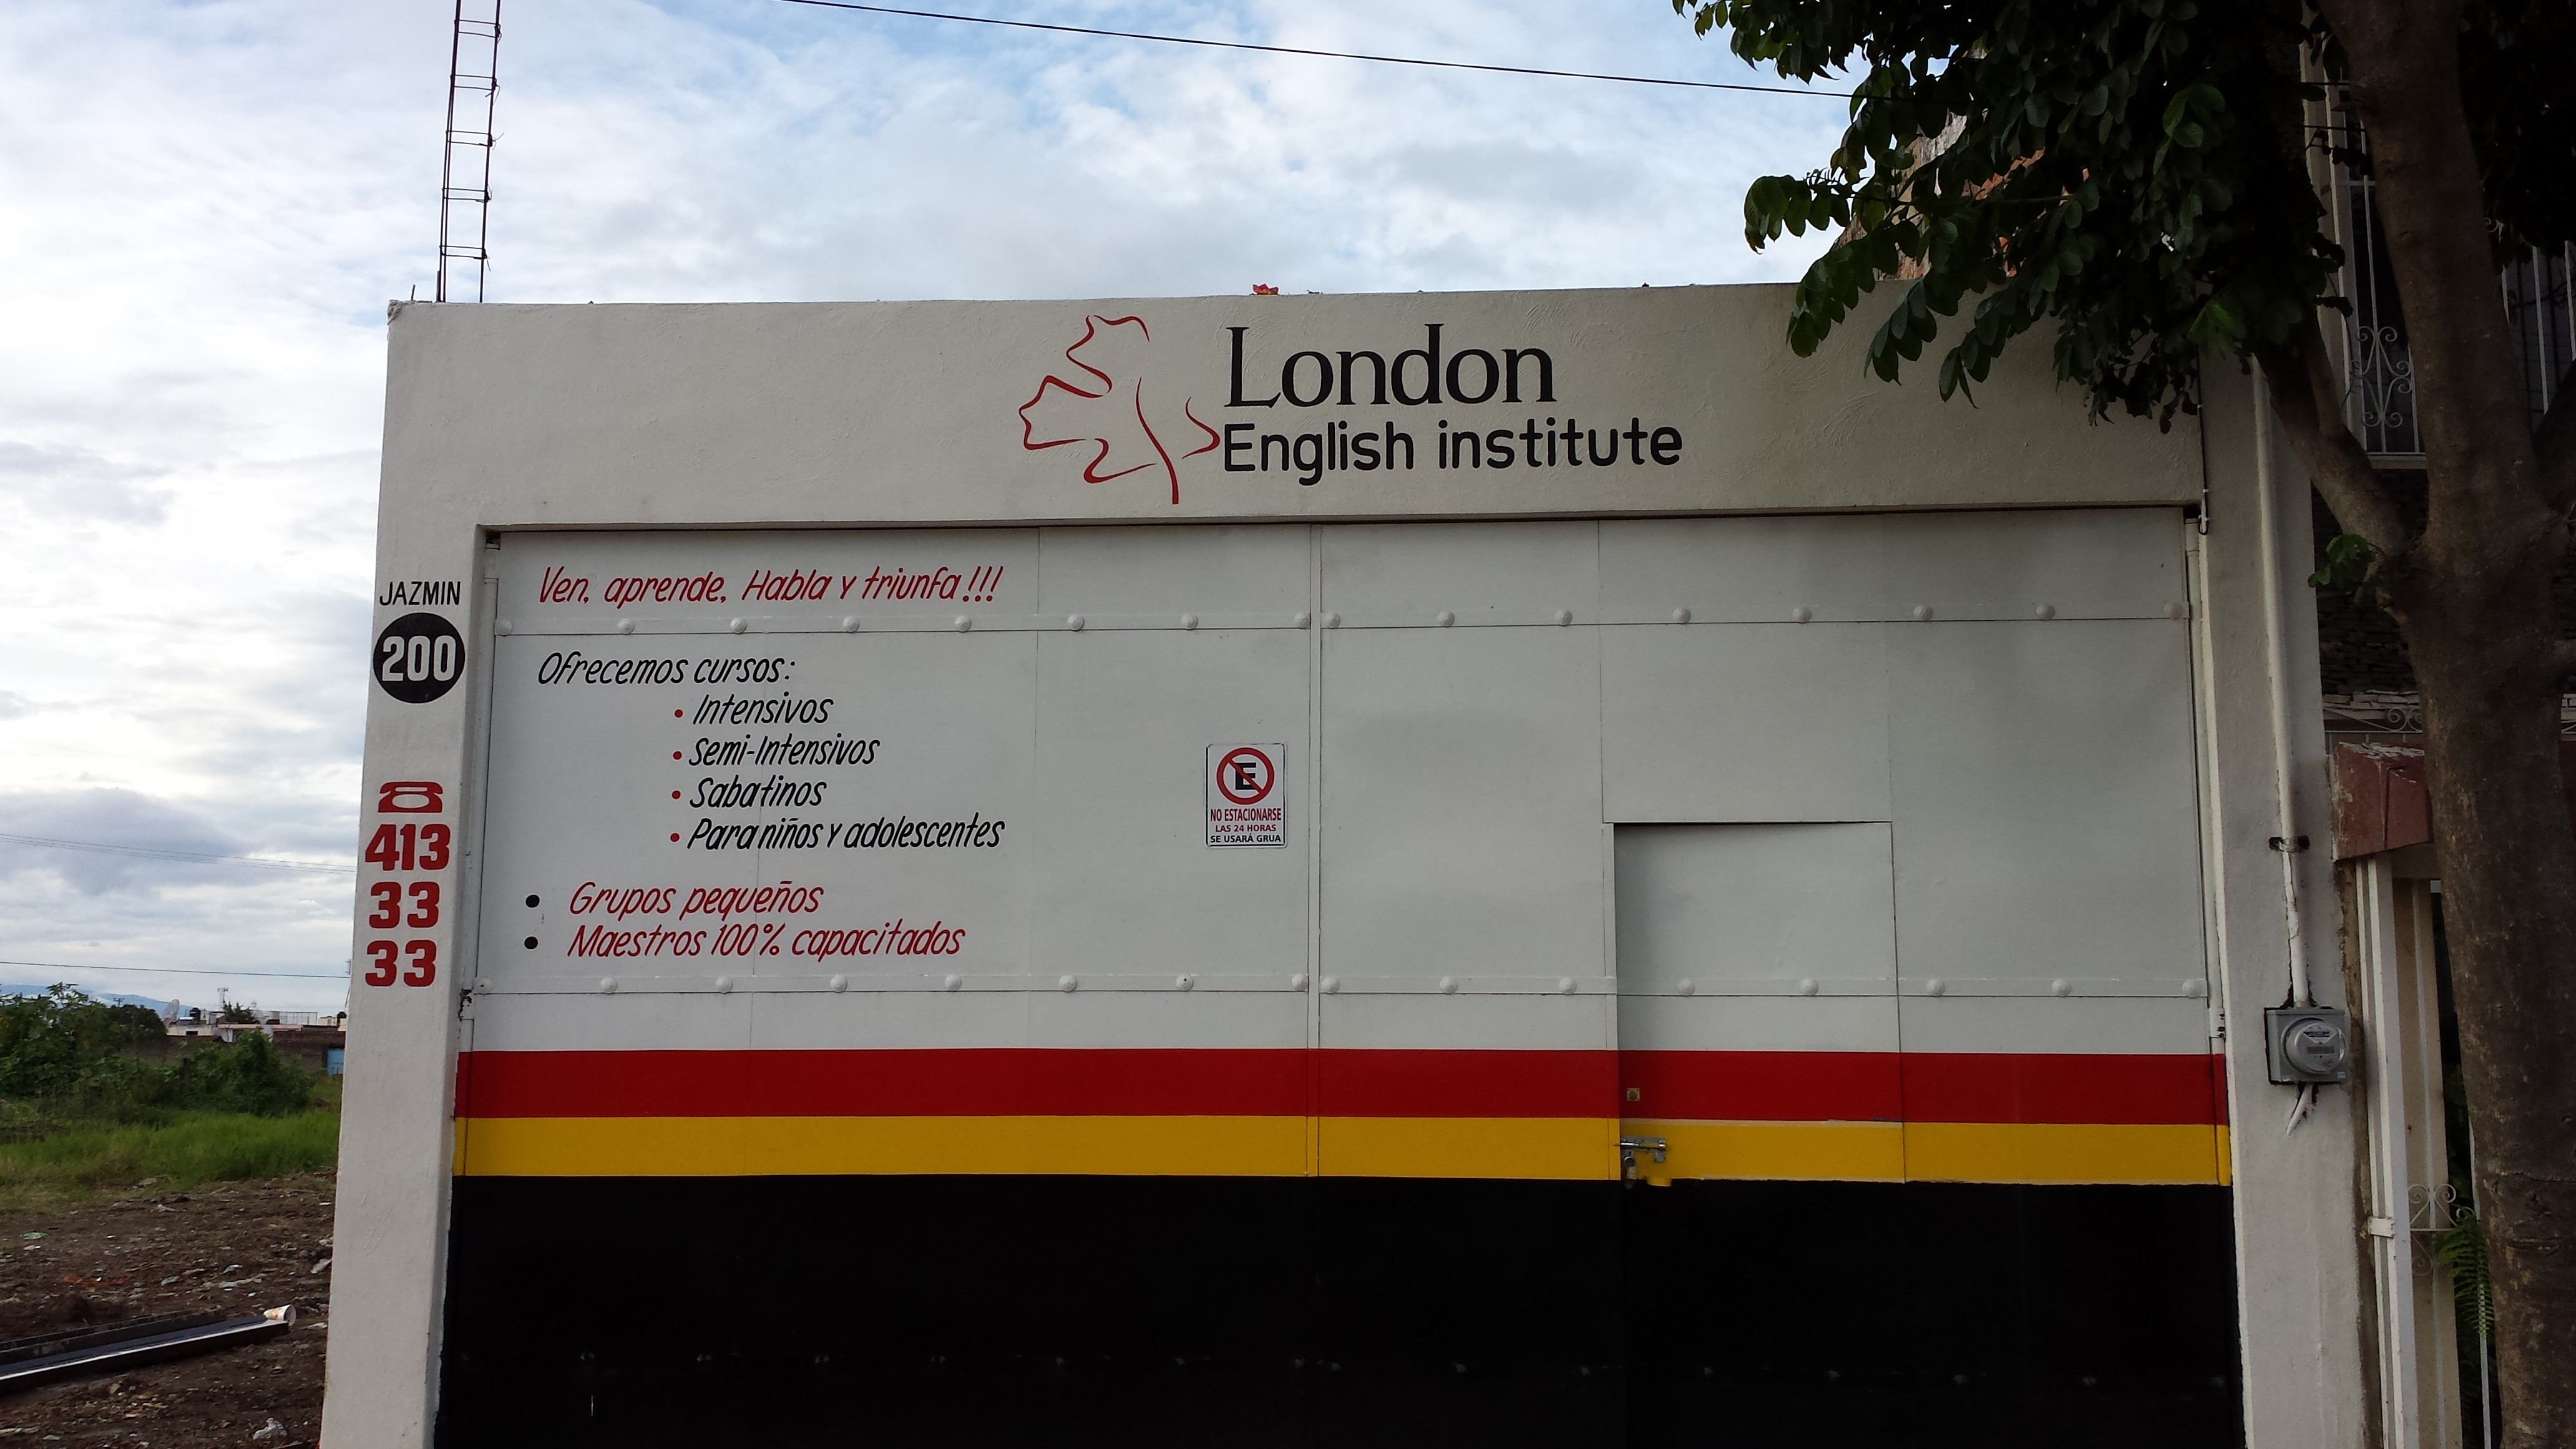 London
English institute
Ven, aprende, Habla y triunfa!!!
JAZMIN
200
Ofrecemos cursos:
• Intensivos
• Semi-Intensivos
• Sabatinos
• Para niños y adolescentes
E
NO ESTACIONARSE
LAS 24 HORAS
SE USARÁ GRUA
413
33
33
• Grupos pequeños
• Maestros 100% capacitados